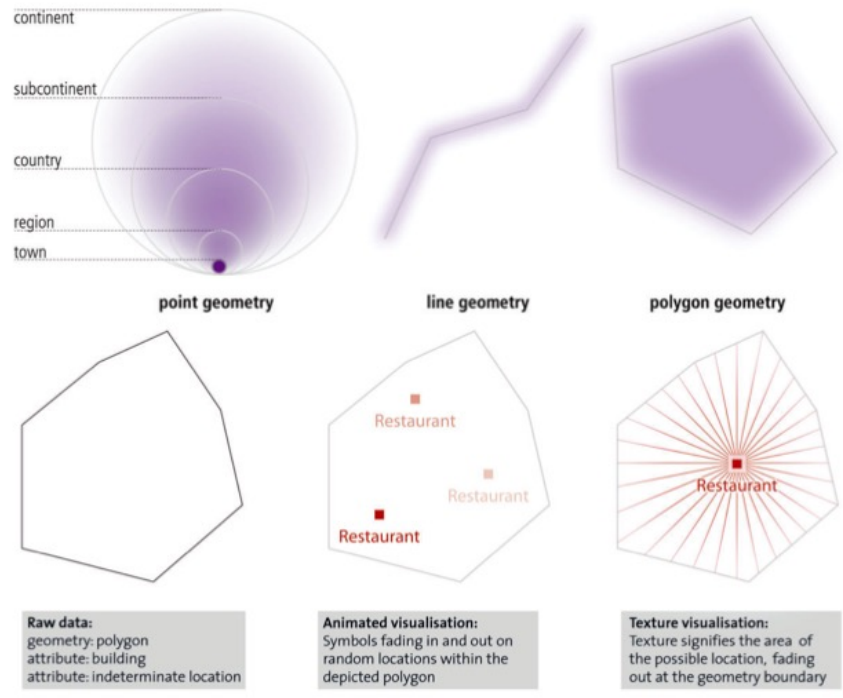 continent
subcontinent
country
region
town
point geometry
line geometry
polygon geometry
Restaurant
Restaurant
Restaurant
Restaurant
Raw data:
geometry: polygon
attribute: building
attribute: indeterminate location
Animated visualisation:
Symbols fading in and out on
random locations within the
depicted polygon
Texture visualisation:
Texture signifies the area of
the possible location, fading
out at the geometry boundary